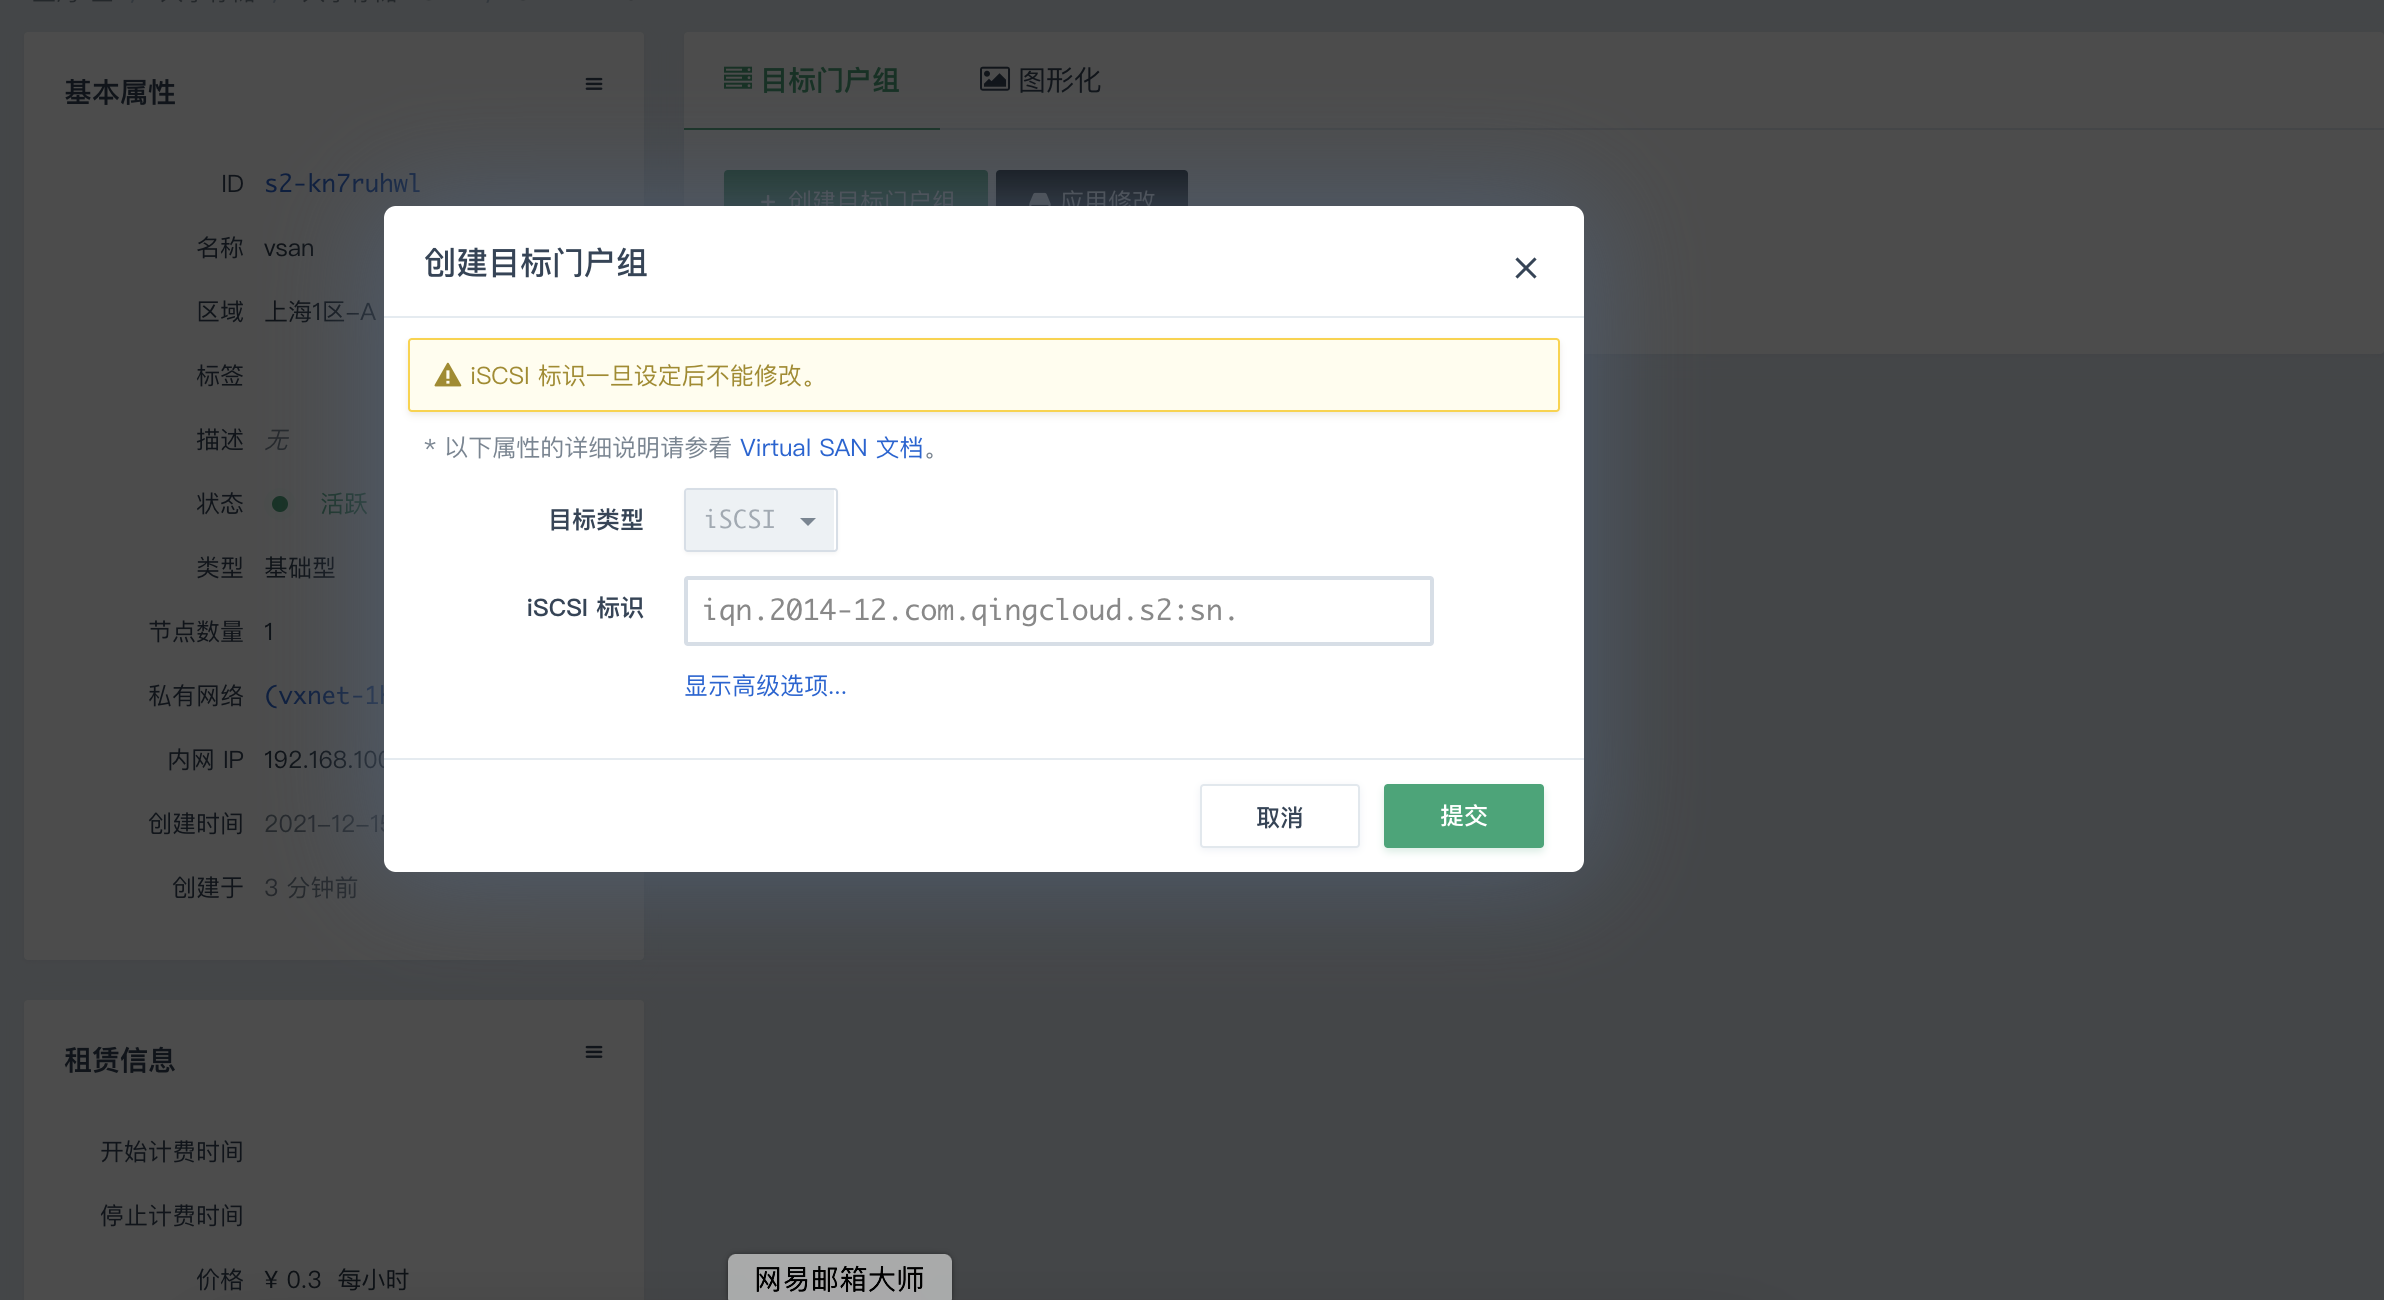 基本属性
ID s2-kn7ruhwl
名称 vsan
区域 上海1区-A
标签
描述 无
状态 活跃
类型 基础型
节点数量 1
私有网络 (vxnet-1
内网 IP 192.168.100
创建时间 2021-12-15
创建于 3 分钟前
租赁信息
开始计费时间
停止计费时间
价格 ¥ 0.3 每小时
目标门户组 图形化
+ 创建目标门户组 应用修改
创建目标门户组
iSCSI 标识一旦设定后不能修改。
* 以下属性的详细说明请参看 Virtual SAN 文档。
目标类型 iSCSI
iSCSI 标识 iqn.2014-12.com.qingcloud.s2:sn.
显示高级选项...
取消 提交
网易邮箱大师